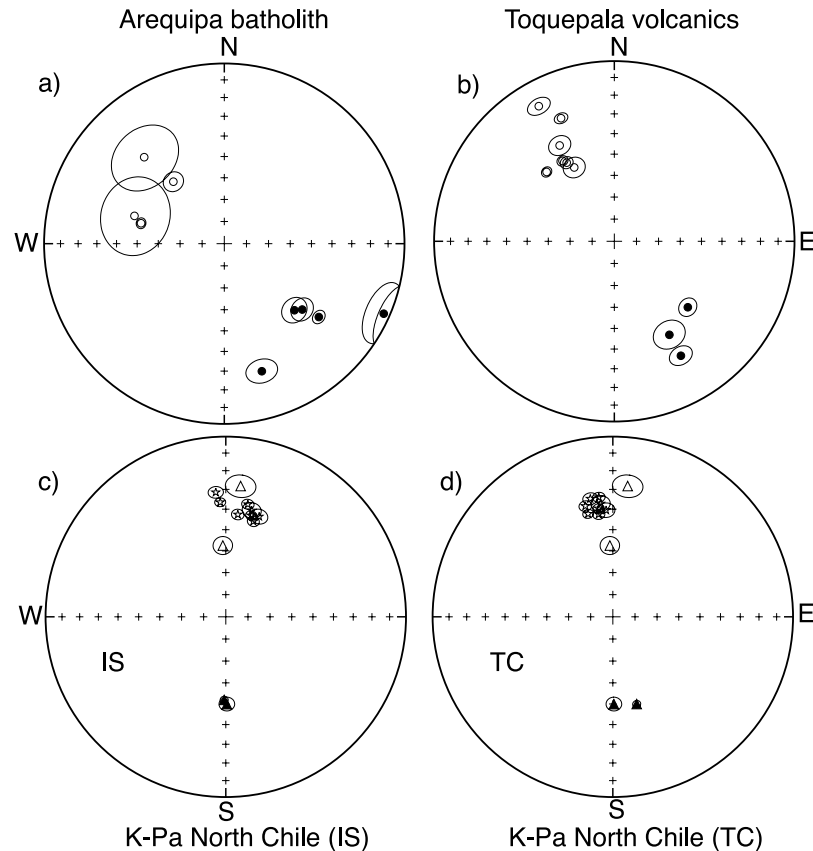 Arequipa batholith
Toquepala volcanics
N
N
a)
b)
W
E
c)
d)
W
E
IS
TC
S
S
K-Pa North Chile (IS)
K-Pa North Chile (TC)